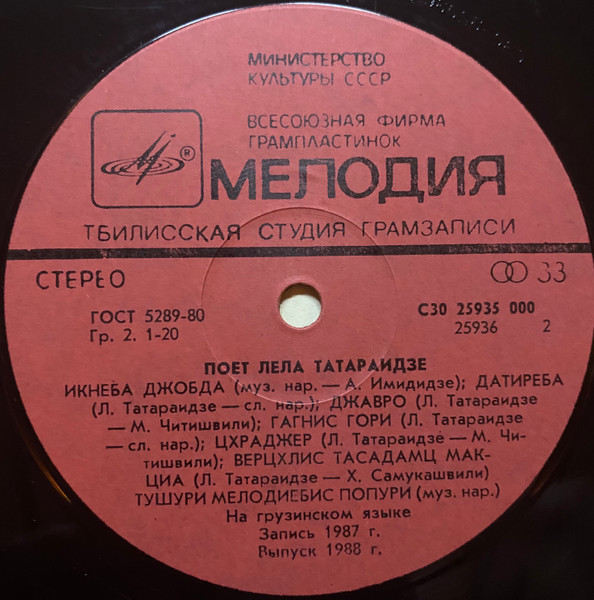 МИНИСТЕРСТВО
КУЛЬТУРЫ СССР
ВСЕСОЮЗНАЯ ФИРМА
ГРАМПЛАСТИНОК
®
МЕЛОДИЯ
ТБИЛИССКАЯ СТУДИЯ ГРАМЗАПИСИ
СТЕРЕО
33
ГОСТ 5289-80
Гр. 2. 1-20
С30 25935 000
25936 2
ПОЕТ ЛЕЛА ТАТАРАИДЗЕ
ИКНЕБА ДЖОБДА (муз. нар. — А. Имидидзе); ДАТИРЕБА
(Л. Татараидзе — сл. нар.); ДЖАВРО (Л. Татараидзе
— М. Читишвили); ГАГНИС ГОРИ (Л. Татараидзе
— сл. нар.); ЦХРАДЖЕР (Л. Татараидзе — М. Чи-
тишвили); ВЕРЦХЛИС ТАСАДАМЦ МАК-
ЦИА (Л. Татараидзе — Х. Самукашвили)
ТУШУРИ МЕЛОДИЕБИС ПОПУРИ (муз. нар.)
На грузинском языке
Запись 1987 г.
Выпуск 1988 г.